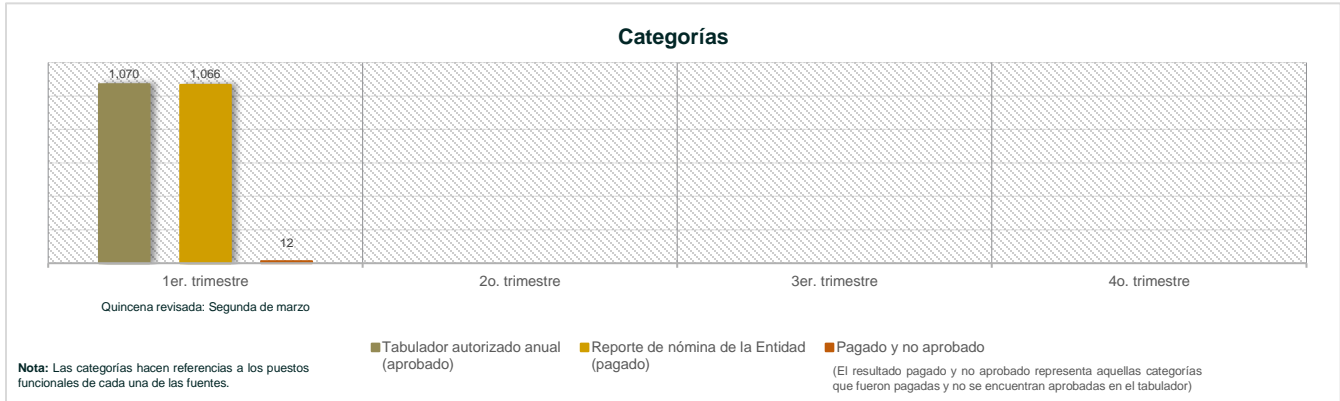 Categorías
1,070
1,066
12
1er. trimestre
2o. trimestre
3er. trimestre
4o. trimestre
Quincena revisada: Segunda de marzo
Tabulador autorizado anual
(aprobado)
Reporte de nómina de la Entidad
(pagado)
Pagado y no aprobado
(El resultado pagado y no aprobado representa aquellas categorías
que fueron pagadas y no se encuentran aprobadas en el tabulador)
Nota: Las categorías hacen referencias a los puestos
funcionales de cada una de las fuentes.